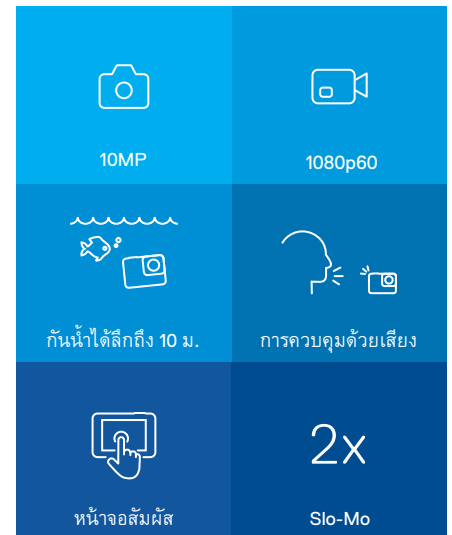 10MP
1080p60
กันน้ำได้ลึกถึง 10 ม.
การควบคุมด้วยเสียง
หน้าจอสัมผัส
2x
Slo-Mo